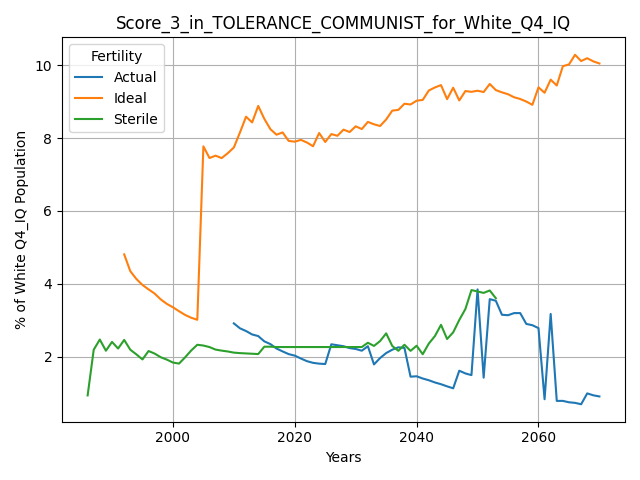 Score_3_in_TOLERANCE_COMMUNIST_for_White_Q4_IQ
Fertility
Actual
Ideal
Sterile
% of White Q4_IQ Population
10
8
6
4
2
2000
2020
2040
2060
Years